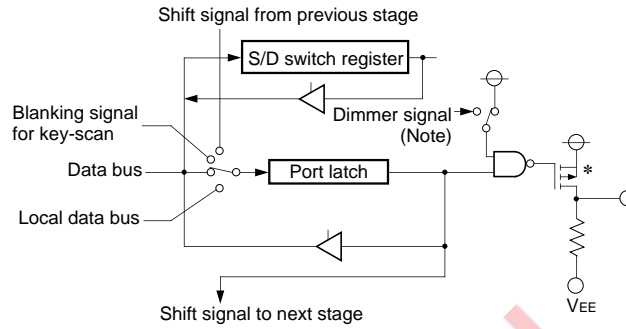 Shift signal from previous stage
S/D switch register
Blanking signal
for key-scan
Dimmer signal
(Note)
Data bus
Port latch
*
Local data bus
VEE
Shift signal to next stage